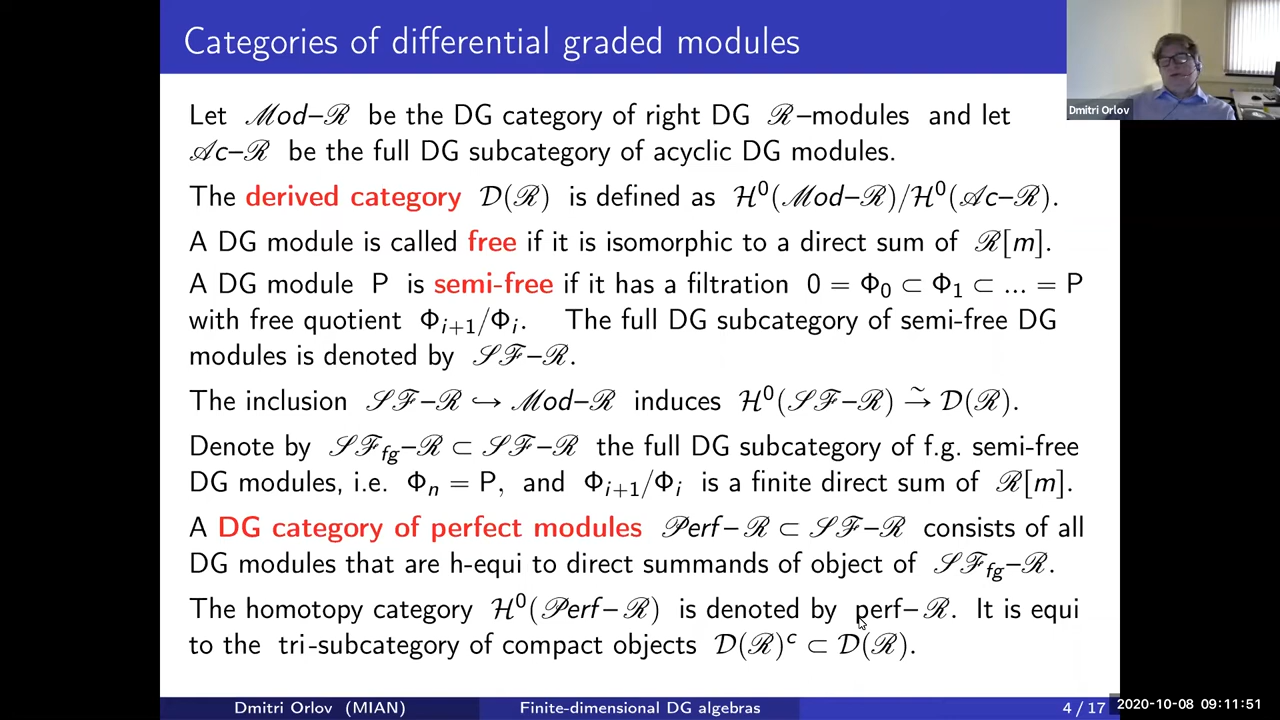 Categories of differential graded modules
Let 𝓜od–𝓡 be the DG category of right DG 𝓡–modules and let
𝓐c–𝓡 be the full DG subcategory of acyclic DG modules.
The derived category 𝒟(𝓡) is defined as ℋ⁰(𝓜od–𝓡)/ℋ⁰(𝓐c–𝓡).
A DG module is called free if it is isomorphic to a direct sum of 𝓡[m].
A DG module P is semi-free if it has a filtration 0 = Φ₀ ⊂ Φ₁ ⊂ ... = P
with free quotient Φᵢ₊₁/Φᵢ. The full DG subcategory of semi-free DG
modules is denoted by 𝓢𝓕–𝓡.
The inclusion 𝓢𝓕–𝓡 ↪ 𝓜od–𝓡 induces ℋ⁰(𝓢𝓕–𝓡) ⥲ 𝒟(𝓡).
Denote by 𝓢𝓕_fg–𝓡 ⊂ 𝓢𝓕–𝓡 the full DG subcategory of f.g. semi-free
DG modules, i.e. Φₙ = P, and Φᵢ₊₁/Φᵢ is a finite direct sum of 𝓡[m].
A DG category of perfect modules 𝓟erf–𝓡 ⊂ 𝓢𝓕–𝓡 consists of all
DG modules that are h-equi to direct summands of object of 𝓢𝓕_fg–𝓡.
The homotopy category ℋ⁰(𝓟erf–𝓡) is denoted by perf–𝓡. It is equi
to the tri-subcategory of compact objects 𝒟(𝓡)ᶜ ⊂ 𝒟(𝓡).
Dmitri Orlov (MIAN)
Finite-dimensional DG algebras
4 / 17
Dmitri Orlov
2020-10-08 09:11:51